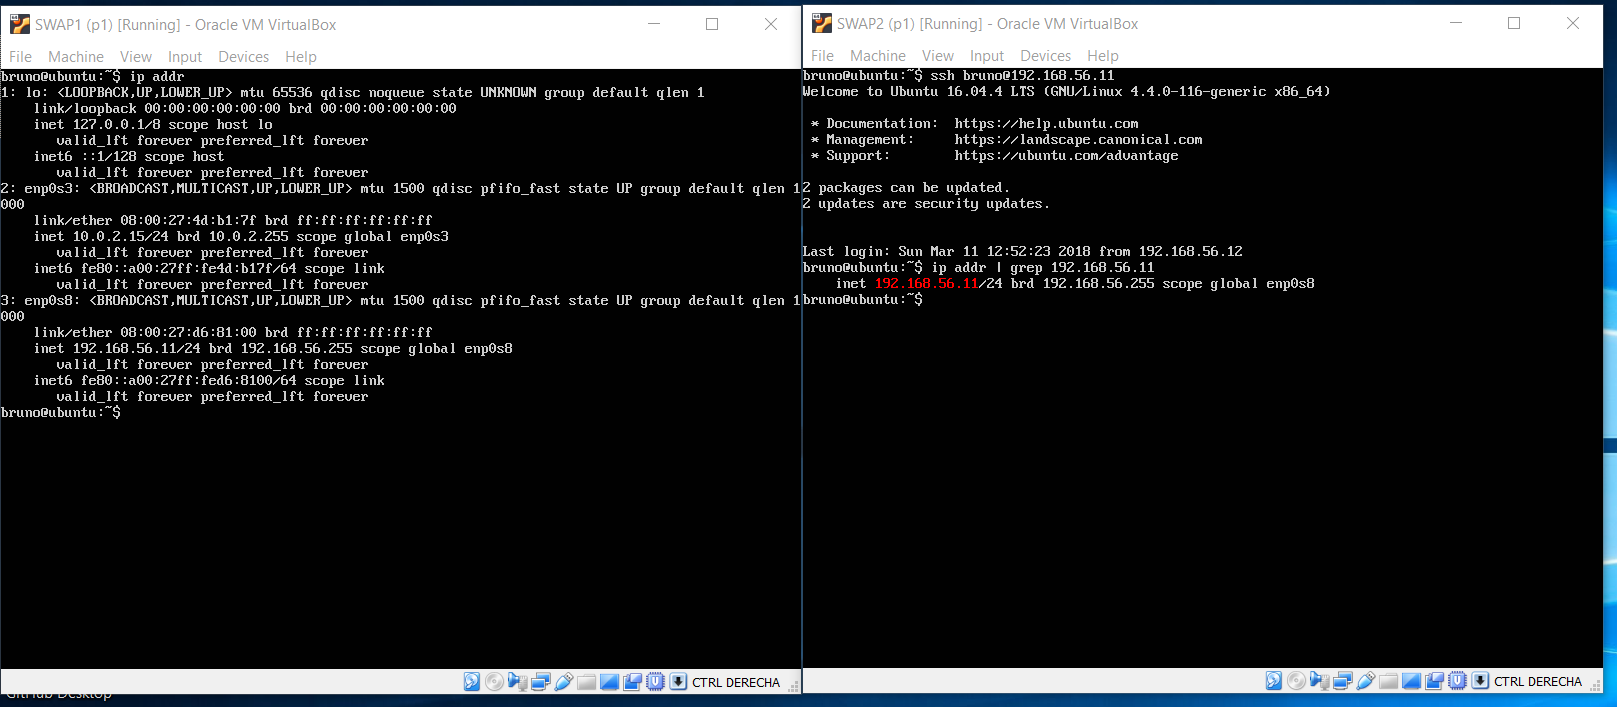 SWAP1 (p1) [Running] - Oracle VM VirtualBox
File Machine View Input Devices Help
bruno@ubuntu:~$ ip addr
1: lo: <LOOPBACK,UP,LOWER_UP> mtu 65536 qdisc noqueue state UNKNOWN group default qlen 1
    link/loopback 00:00:00:00:00:00 brd 00:00:00:00:00:00
    inet 127.0.0.1/8 scope host lo
       valid_lft forever preferred_lft forever
    inet6 ::1/128 scope host
       valid_lft forever preferred_lft forever
2: enp0s3: <BROADCAST,MULTICAST,UP,LOWER_UP> mtu 1500 qdisc pfifo_fast state UP group default qlen 1
000
    link/ether 08:00:27:4d:b1:7f brd ff:ff:ff:ff:ff:ff
    inet 10.0.2.15/24 brd 10.0.2.255 scope global enp0s3
       valid_lft forever preferred_lft forever
    inet6 fe80::a00:27ff:fe4d:b17f/64 scope link
       valid_lft forever preferred_lft forever
3: enp0s8: <BROADCAST,MULTICAST,UP,LOWER_UP> mtu 1500 qdisc pfifo_fast state UP group default qlen 1
000
    link/ether 08:00:27:d6:81:00 brd ff:ff:ff:ff:ff:ff
    inet 192.168.56.11/24 brd 192.168.56.255 scope global enp0s8
       valid_lft forever preferred_lft forever
    inet6 fe80::a00:27ff:fed6:8100/64 scope link
       valid_lft forever preferred_lft forever
bruno@ubuntu:~$
CTRL DERECHA
GitHub Desktop
SWAP2 (p1) [Running] - Oracle VM VirtualBox
File Machine View Input Devices Help
bruno@ubuntu:~$ ssh bruno@192.168.56.11
Welcome to Ubuntu 16.04.4 LTS (GNU/Linux 4.4.0-116-generic x86_64)
 * Documentation:  https://help.ubuntu.com
 * Management:     https://landscape.canonical.com
 * Support:        https://ubuntu.com/advantage
2 packages can be updated.
2 updates are security updates.
Last login: Sun Mar 11 12:52:23 2018 from 192.168.56.12
bruno@ubuntu:~$ ip addr | grep 192.168.56.11
    inet 192.168.56.11/24 brd 192.168.56.255 scope global enp0s8
bruno@ubuntu:~$
CTRL DERECHA